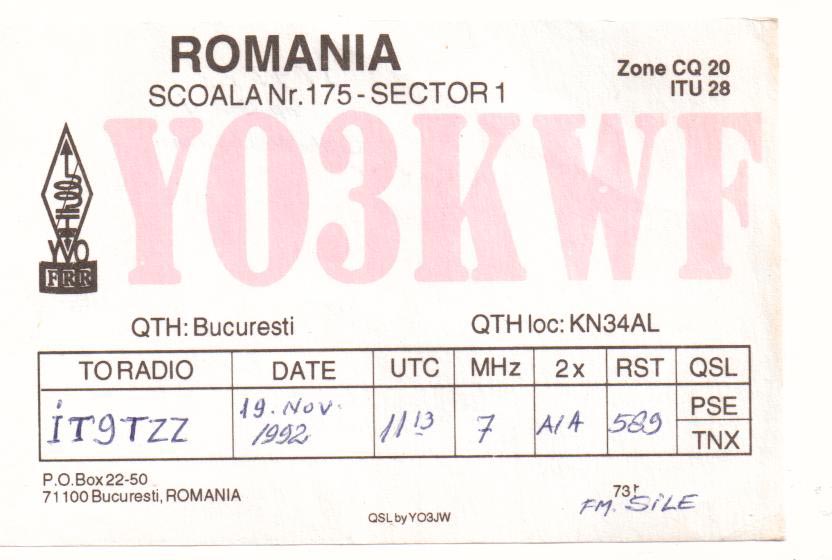 ROMANIA
Zone CQ 20
SCOALA Nr.175 - SECTOR 1
ITU 28
YO3KWF
YO
FRR
QTH: Bucuresti QTH loc: KN34AL
TO RADIO DATE UTC MHz 2x RST QSL
IT9TZZ 19. NOV. 1992 11 13 7 A1A 589 PSE
TNX
P.O.Box 22-50
71100 Bucuresti, ROMANIA
73!
FM. SILE
QSL by YO3JW